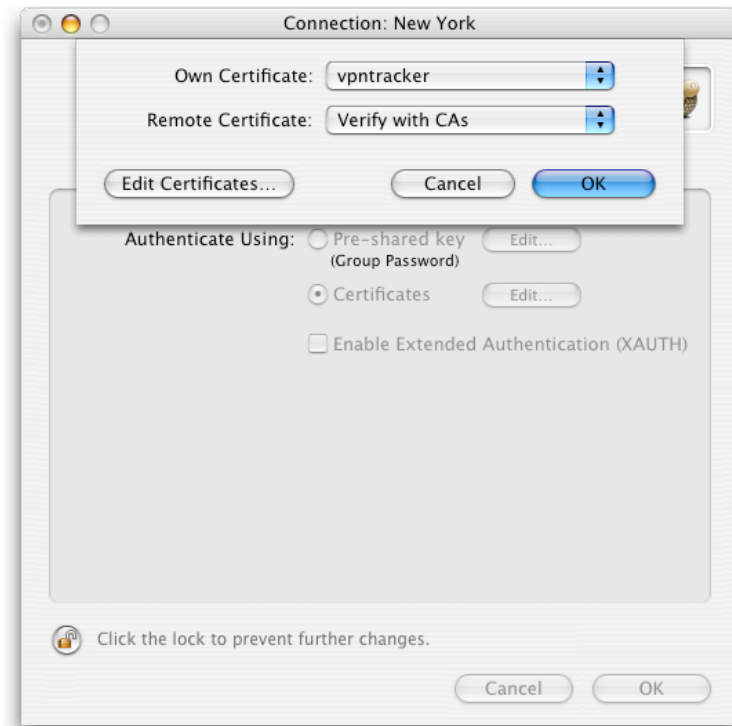 Connection: New York
Own Certificate: vpntracker
Remote Certificate: Verify with CAs
Edit Certificates... Cancel OK
Authenticate Using: Pre-shared key Edit...
(Group Password)
Certificates Edit...
Enable Extended Authentication (XAUTH)
Click the lock to prevent further changes.
Cancel OK